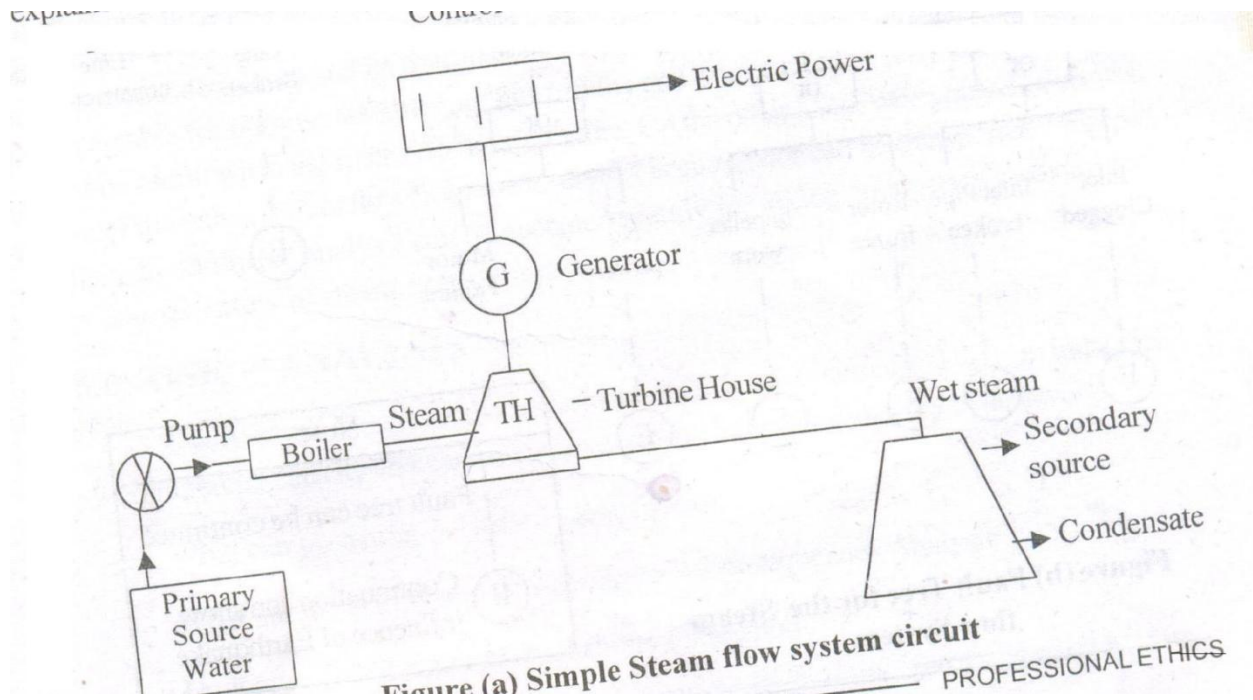 Control
Electric Power
G
Generator
TH
Turbine House
Steam
Pump
Boiler
Wet steam
Secondary
source
Condensate
Primary
Source
Water
Figure (a) Simple Steam flow system circuit
PROFESSIONAL ETHICS